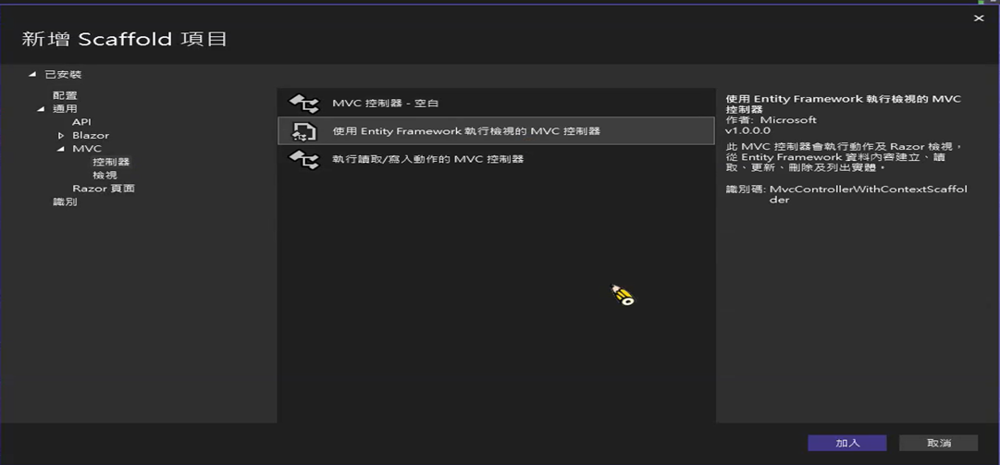 新增 Scaffold 項目
已安裝
配置
通用
API
Blazor
MVC
控制器
檢視
Razor 頁面
識別
MVC 控制器 - 空白
使用 Entity Framework 執行檢視的 MVC 控制器
執行讀取/寫入動作的 MVC 控制器
使用 Entity Framework 執行檢視的 MVC
控制器
作者: Microsoft
v1.0.0.0
此 MVC 控制器會執行動作及 Razor 檢視，
從 Entity Framework 資料內容建立、讀
取、更新、刪除及列出實體。
識別碼: MvcControllerWithContextScaffol
der
加入
取消